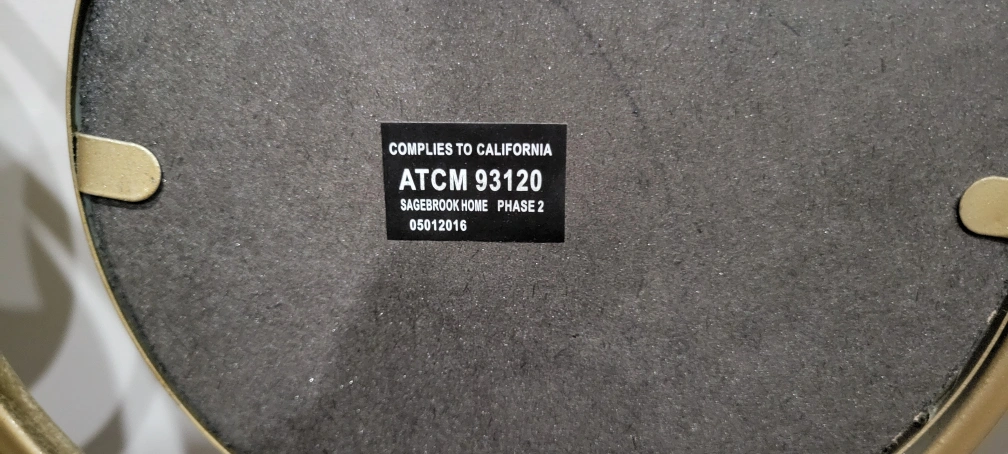 COMPLIES TO CALIFORNIA
ATCM 93120
SAGEBROOK HOME PHASE 2
05012016